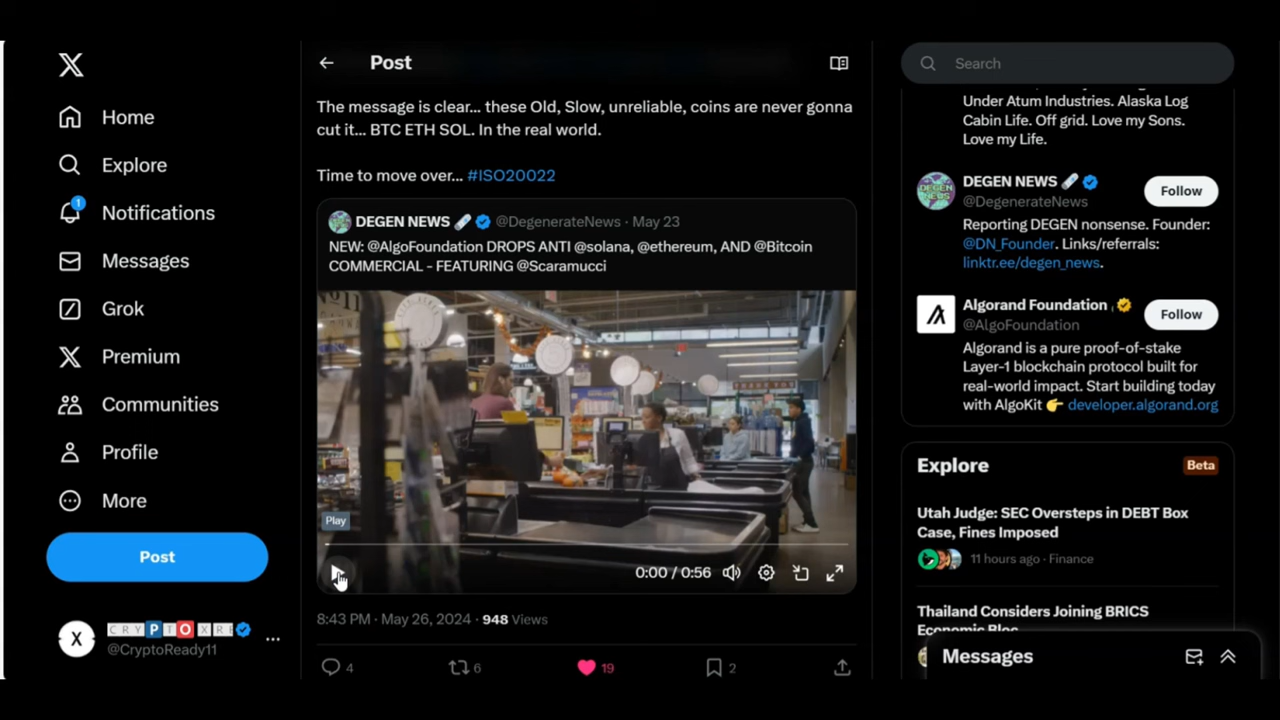 Home
Explore
1
Notifications
Messages
Grok
Premium
Communities
Profile
More
Post
CRYPTOXRE
@CryptoReady11
Post
The message is clear... these Old, Slow, unreliable, coins are never gonna
cut it... BTC ETH SOL. In the real world.
Time to move over... #ISO20022
DEGEN NEWS @DegenerateNews · May 23
NEW: @AlgoFoundation DROPS ANTI @solana, @ethereum, AND @Bitcoin
COMMERCIAL - FEATURING @Scaramucci
Play
0:00 / 0:56
8:43 PM · May 26, 2024 · 948 Views
4
6
19
2
Search
Under Atum Industries. Alaska Log
Cabin Life. Off grid. Love my Sons.
Love my Life.
DEGEN NEWS
@DegenerateNews
Follow
Reporting DEGEN nonsense. Founder:
@DN_Founder. Links/referrals:
linktr.ee/degen_news.
Algorand Foundation
@AlgoFoundation
Follow
Algorand is a pure proof-of-stake
Layer-1 blockchain protocol built for
real-world impact. Start building today
with AlgoKit 👉 developer.algorand.org
Explore
Beta
Utah Judge: SEC Oversteps in DEBT Box
Case, Fines Imposed
11 hours ago · Finance
Thailand Considers Joining BRICS
Economic Bloc
Messages